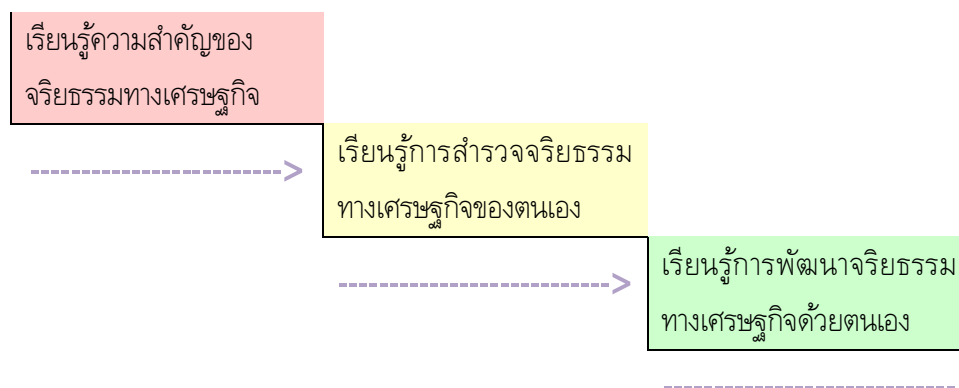 เรียนรู้ความสำคัญของ
จริยธรรมทางเศรษฐกิจ
เรียนรู้การสำรวจจริยธรรม
ทางเศรษฐกิจของตนเอง
เรียนรู้การพัฒนาจริยธรรม
ทางเศรษฐกิจด้วยตนเอง